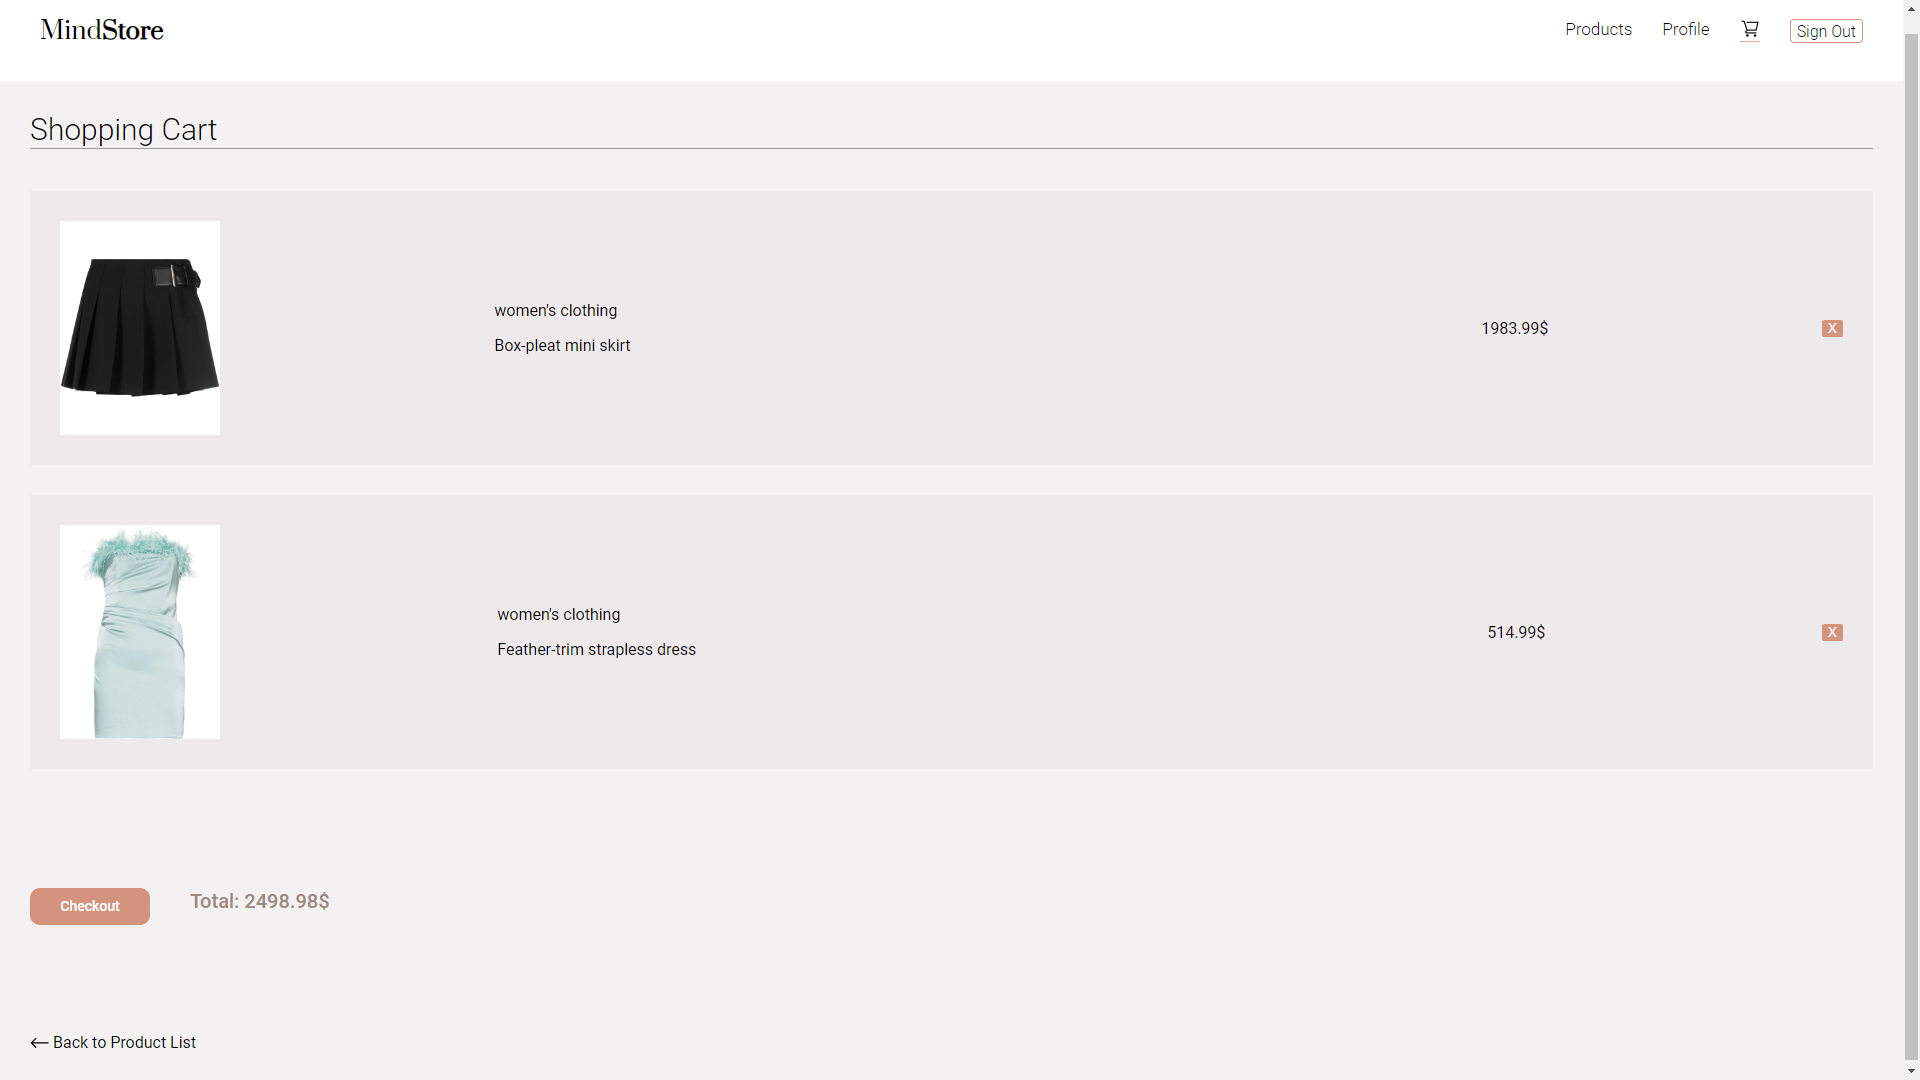 MindStore
Products
Profile
Sign Out
Shopping Cart
women's clothing
Box-pleat mini skirt
1983.99$
X
women's clothing
Feather-trim strapless dress
514.99$
X
Checkout
Total: 2498.98$
Back to Product List